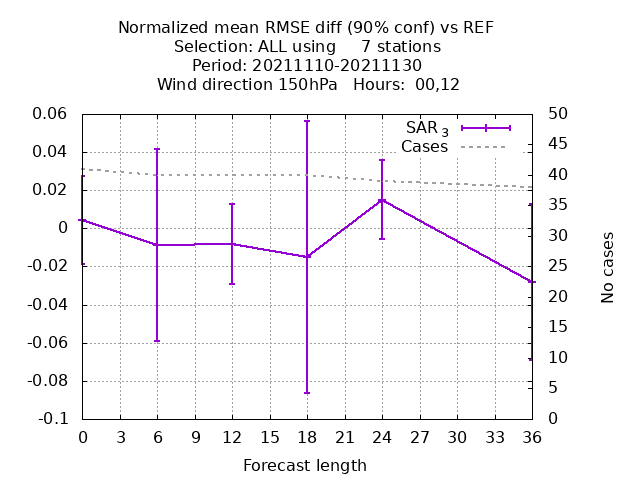 Normalized mean RMSE diff (90% conf) vs REF
Selection: ALL using     7 stations
Period: 20211110-20211130
Wind direction 150hPa   Hours:  00,12
0.06
0.04
0.02
0
-0.02
-0.04
-0.06
-0.08
-0.1
SAR 3
Cases
50
45
40
35
30
25
20
15
10
5
0
No cases
0 3 6 9 12 15 18 21 24 27 30 33 36
Forecast length